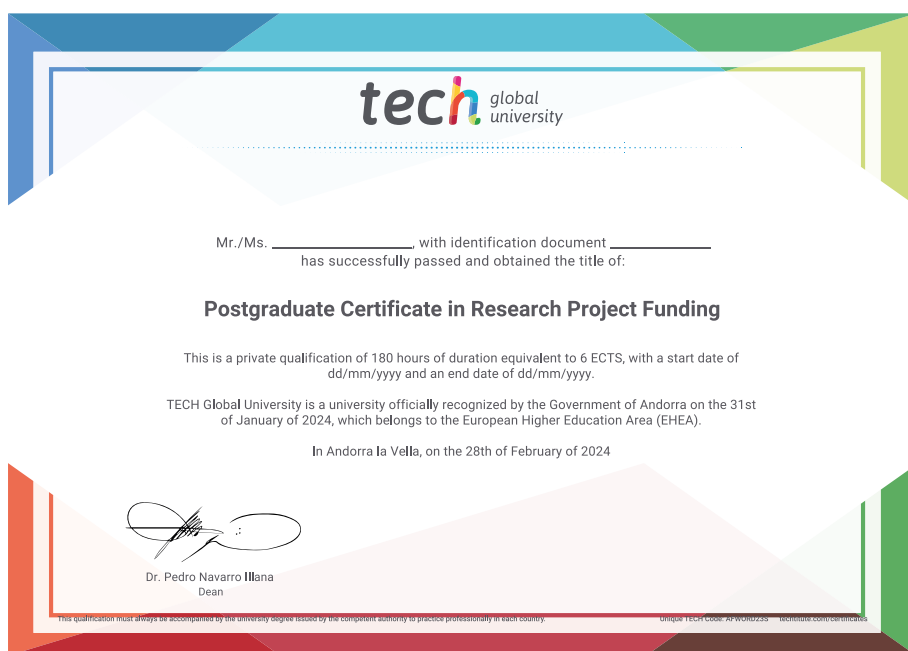 tech global
university
Mr./Ms. ____________________, with identification document ______________
has successfully passed and obtained the title of:
Postgraduate Certificate in Research Project Funding
This is a private qualification of 180 hours of duration equivalent to 6 ECTS, with a start date of
dd/mm/yyyy and an end date of dd/mm/yyyy.
TECH Global University is a university officially recognized by the Government of Andorra on the 31st
of January of 2024, which belongs to the European Higher Education Area (EHEA).
In Andorra la Vella, on the 28th of February of 2024
Dr. Pedro Navarro Illana
Dean
This qualification must always be accompanied by the university degree issued by the competent authority to practice professionally in each country.
Unique TECH Code: AFWORD23S techtitute.com/certificates